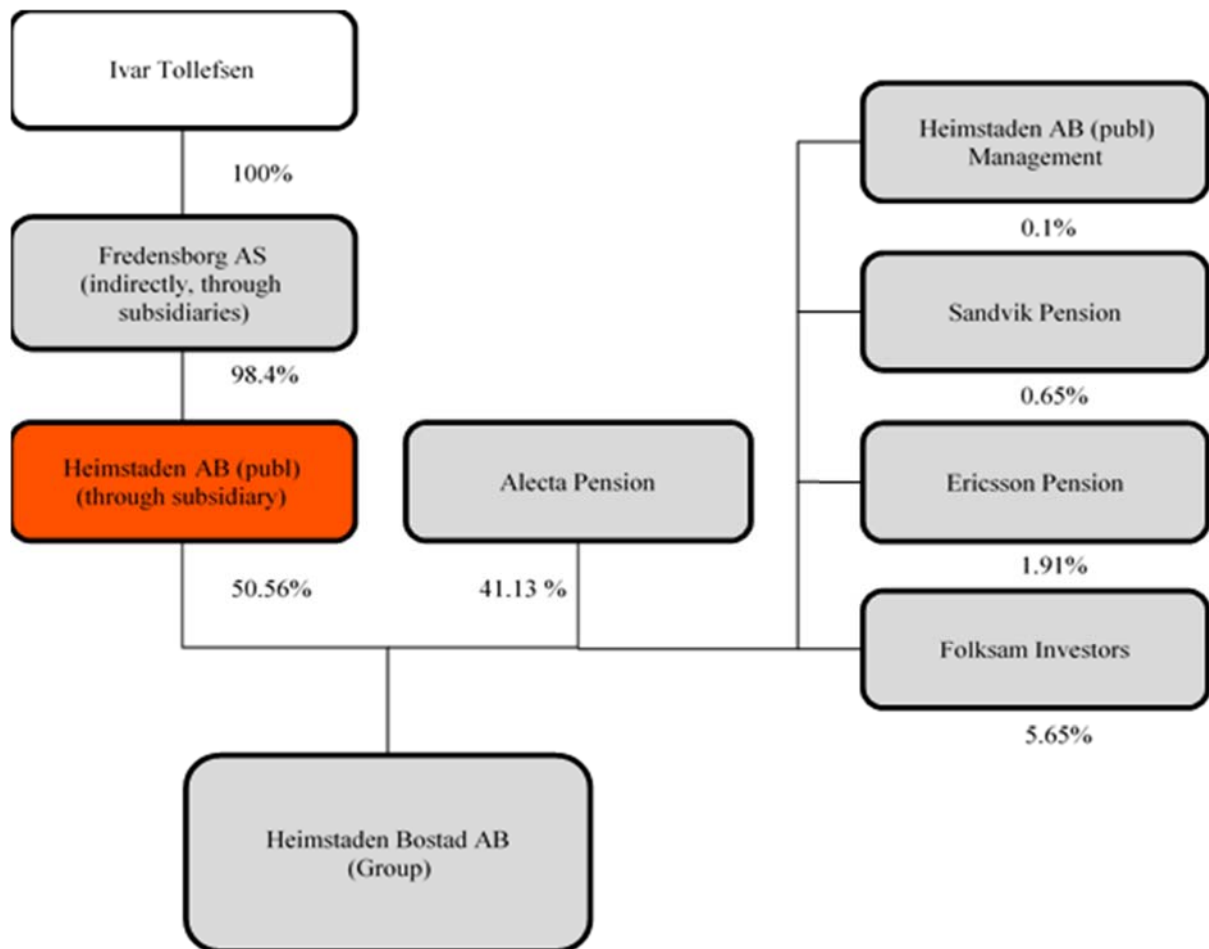 Ivar Tollefsen
100%
Fredensborg AS
(indirectly, through
subsidiaries)
98.4%
Heimstaden AB (publ)
(through subsidiary)
50.56%
Alecta Pension
41.13 %
Heimstaden AB (publ)
Management
0.1%
Sandvik Pension
0.65%
Ericsson Pension
1.91%
Folksam Investors
5.65%
Heimstaden Bostad AB
(Group)